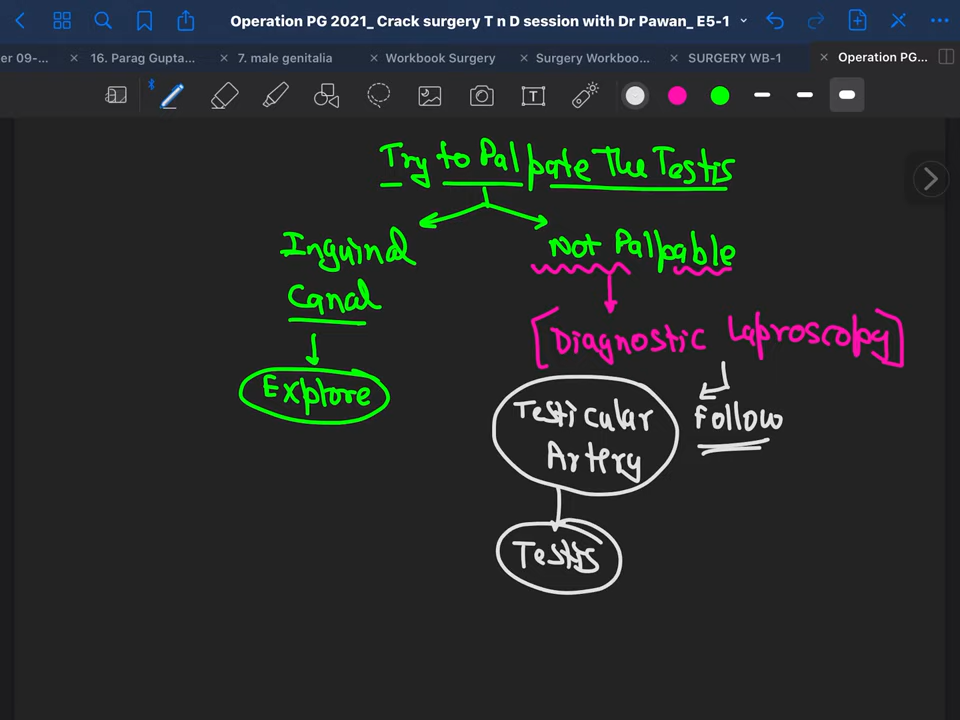 Operation PG 2021_ Crack surgery T n D session with Dr Pawan_ E5-1
er 09-...
16. Parag Gupta...
7. male genitalia
Workbook Surgery
Surgery Workboo...
SURGERY WB-1
Operation PG...
Try to Palpate The Testis
Inguinal
Canal
Explore
Not Palpable
[Diagnostic Laproscopy]
Follow
Testicular
Artery
Testis